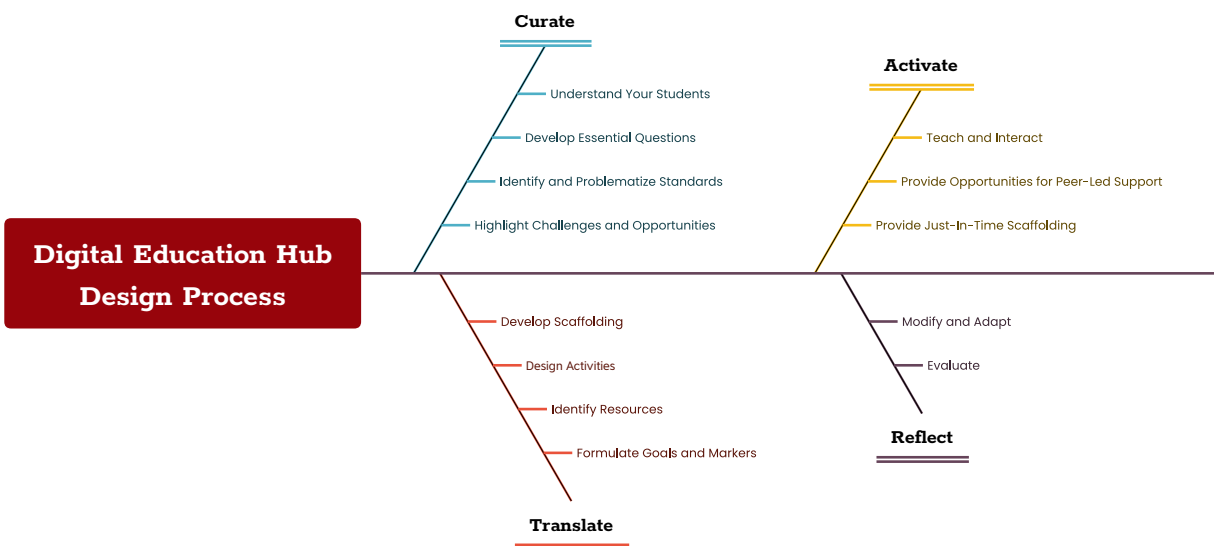 Curate
Understand Your Students
Develop Essential Questions
Identify and Problematize Standards
Highlight Challenges and Opportunities
Activate
Teach and Interact
Provide Opportunities for Peer-Led Support
Provide Just-In-Time Scaffolding
Digital Education Hub
Design Process
Develop Scaffolding
Design Activities
Identify Resources
Formulate Goals and Markers
Translate
Modify and Adapt
Evaluate
Reflect